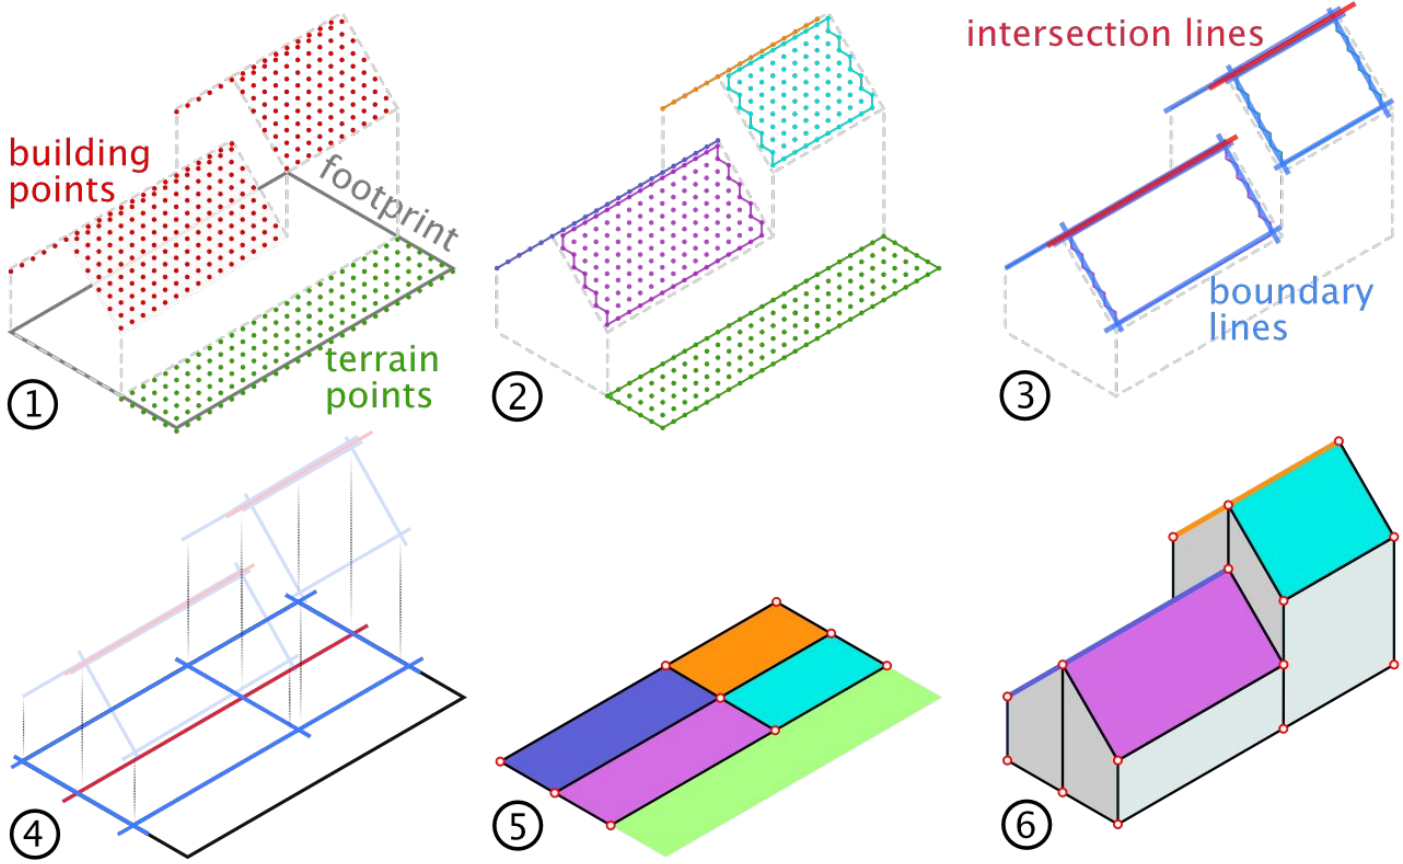 building
points
footprint
terrain
points
1
2
intersection lines
boundary
lines
3
4
5
6